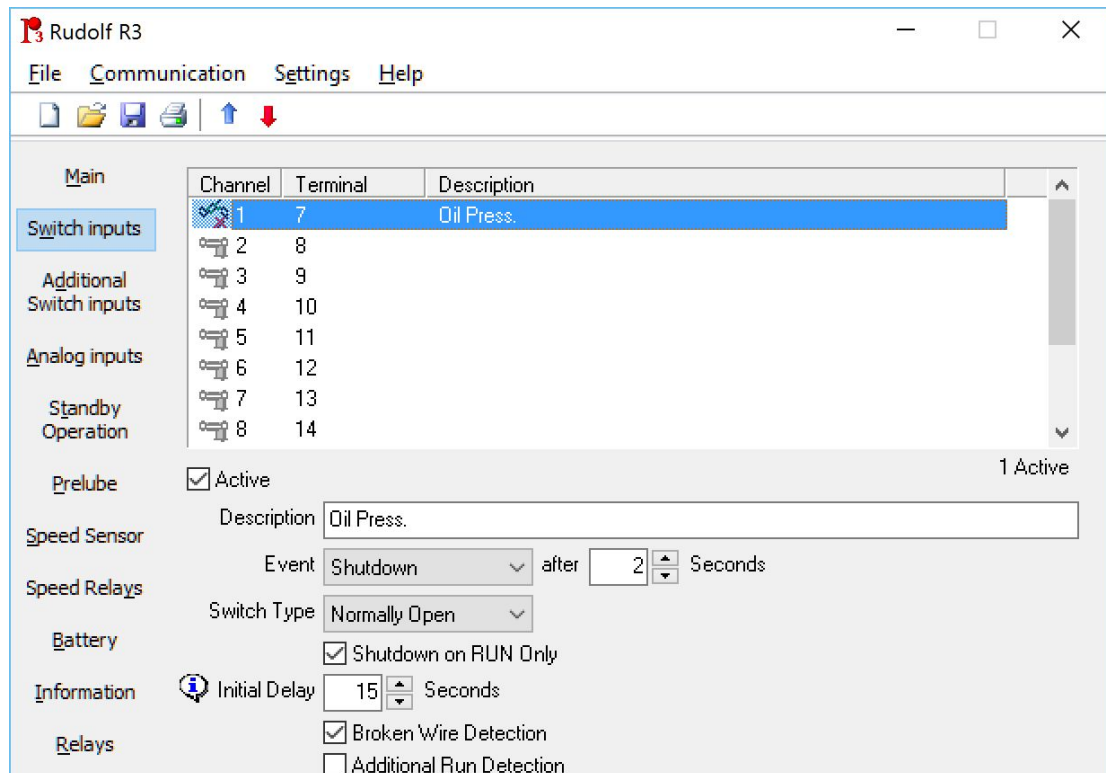 Rudolf R3
File Communication Settings Help
Main
Switch inputs
Additional
Switch inputs
Analog inputs
Standby
Operation
Prelube
Speed Sensor
Speed Relays
Battery
Information
Relays
Channel Terminal Description
1 7 Oil Press.
2 8
3 9
4 10
5 11
6 12
7 13
8 14
1 Active
Active
Description Oil Press.
Event Shutdown after 2 Seconds
Switch Type Normally Open
Shutdown on RUN Only
Initial Delay 15 Seconds
Broken Wire Detection
Additional Run Detection